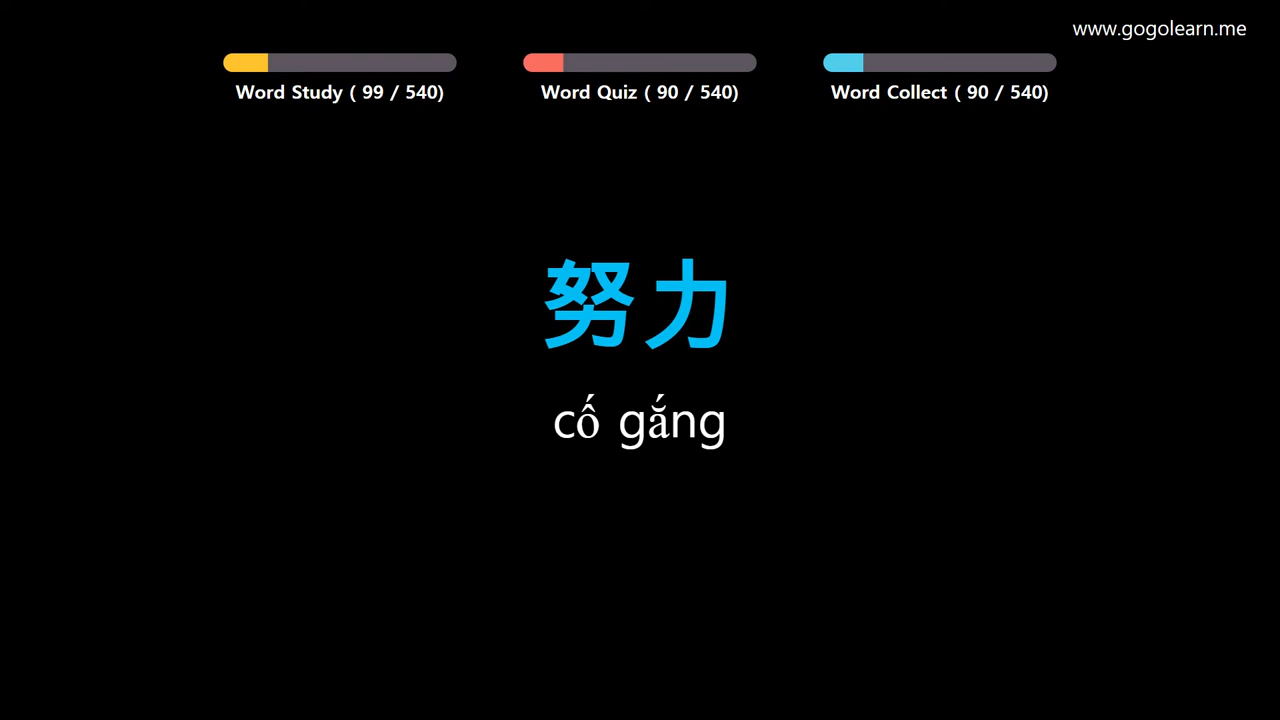 www.gogolearn.me
Word Study ( 99 / 540)
Word Quiz ( 90 / 540)
Word Collect ( 90 / 540)
努力
cố gắng